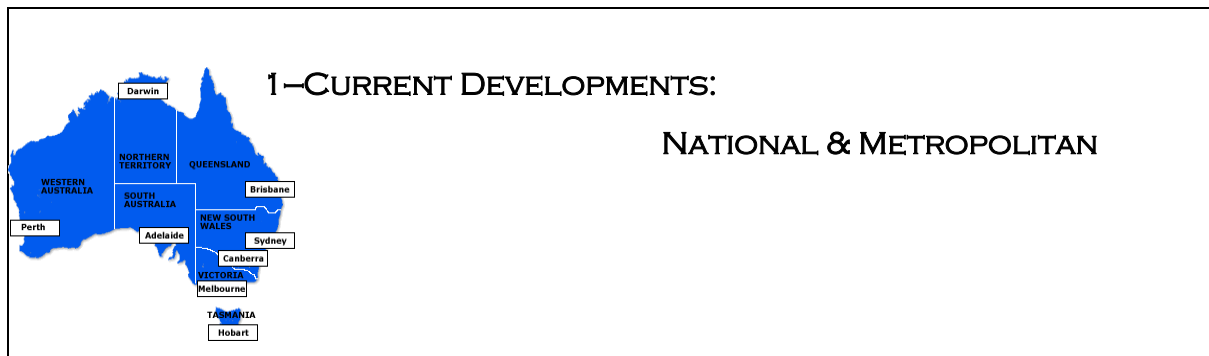 1–Current Developments:
National & Metropolitan
Darwin
NORTHERN
TERRITORY
QUEENSLAND
WESTERN
AUSTRALIA
Brisbane
SOUTH
AUSTRALIA
NEW SOUTH
WALES
Perth
Adelaide
Sydney
Canberra
VICTORIA
Melbourne
TASMANIA
Hobart